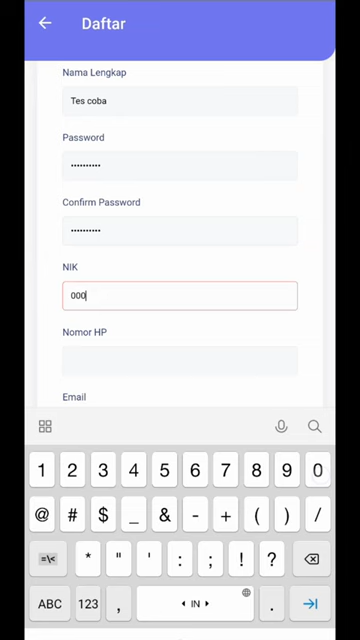 Daftar
Nama Lengkap
Tes coba
Password
••••••••••
Confirm Password
••••••••••
NIK
000
Nomor HP
Email
1 2 3 4 5 6 7 8 9 0
@ # $ _ & - + ( ) /
=\< * " ' : ; ! ?
ABC 123 , IN .